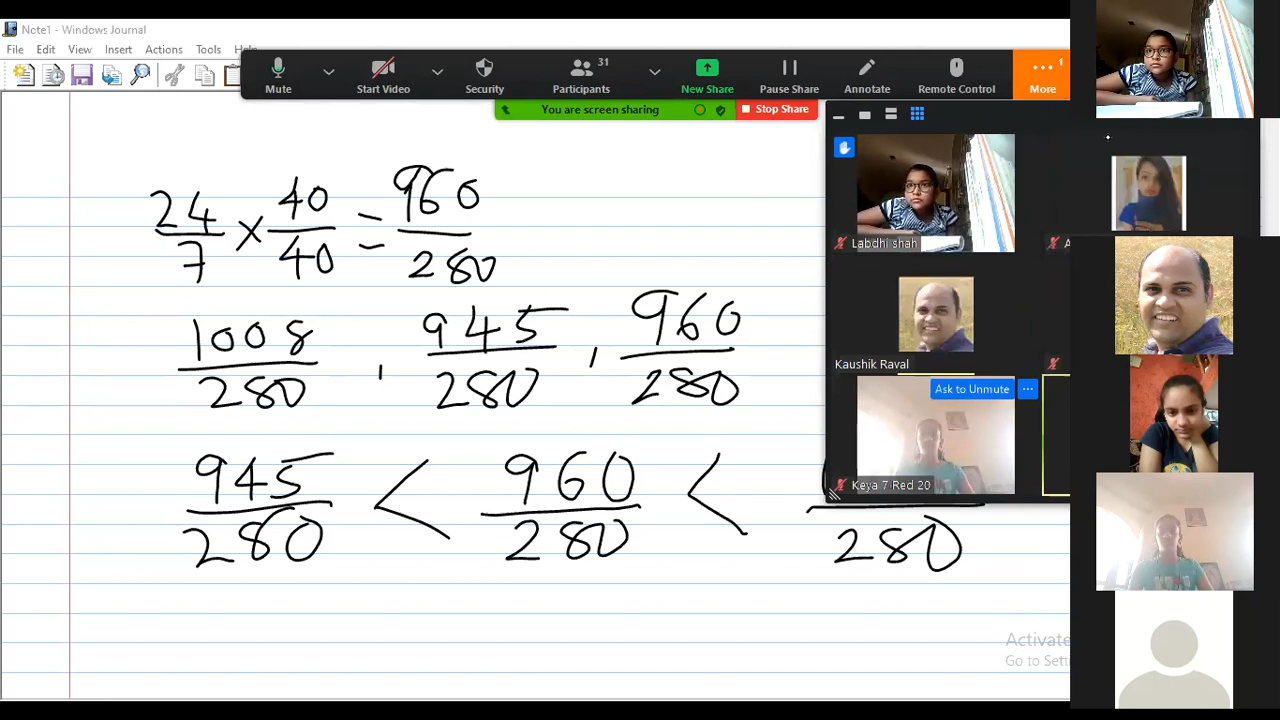 Note1 - Windows Journal
File Edit View Insert Actions Tools Help
Mute Start Video Security Participants 31 New Share Pause Share Annotate Remote Control More 1
You are screen sharing Stop Share
24/7 × 40/40 = 960/280
1008/280 , 945/280 , 960/280
945/280 < 960/280 < /280
Labdhi shah
A
Kaushik Raval
Ask to Unmute ...
Keya 7 Red 20
Activate
Go to Sett